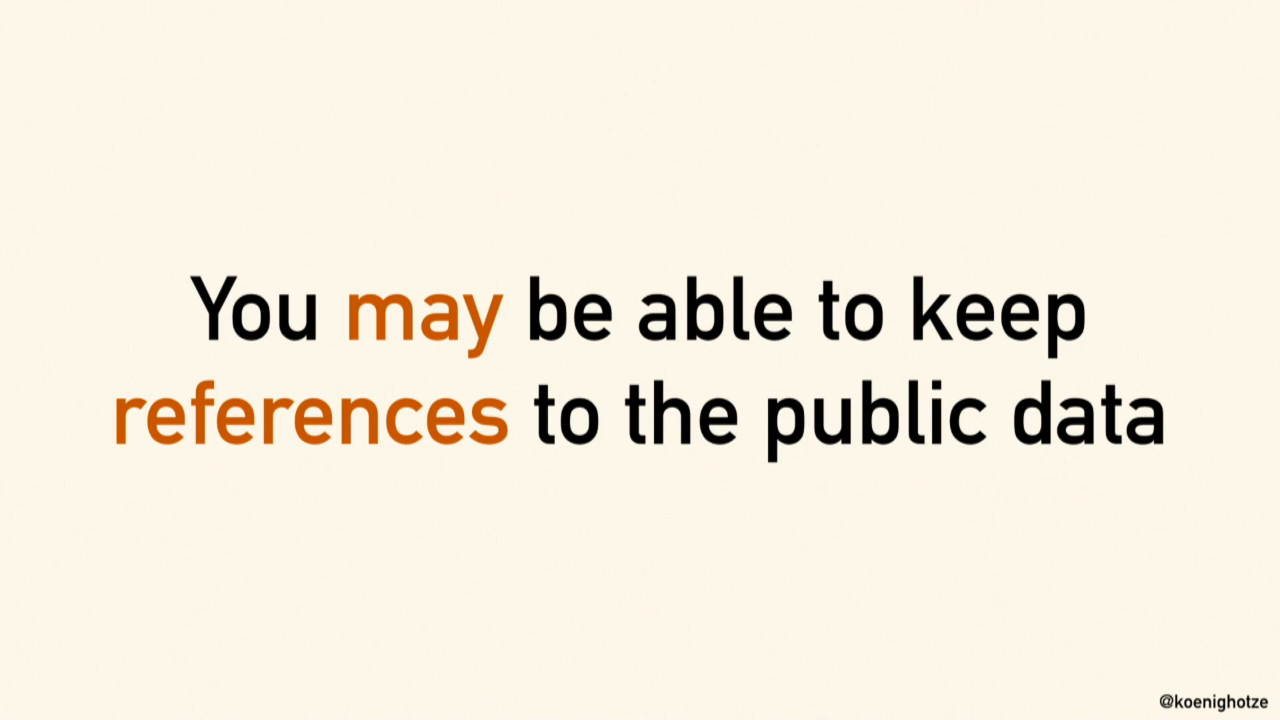 You may be able to keep
references to the public data
@koenighotze